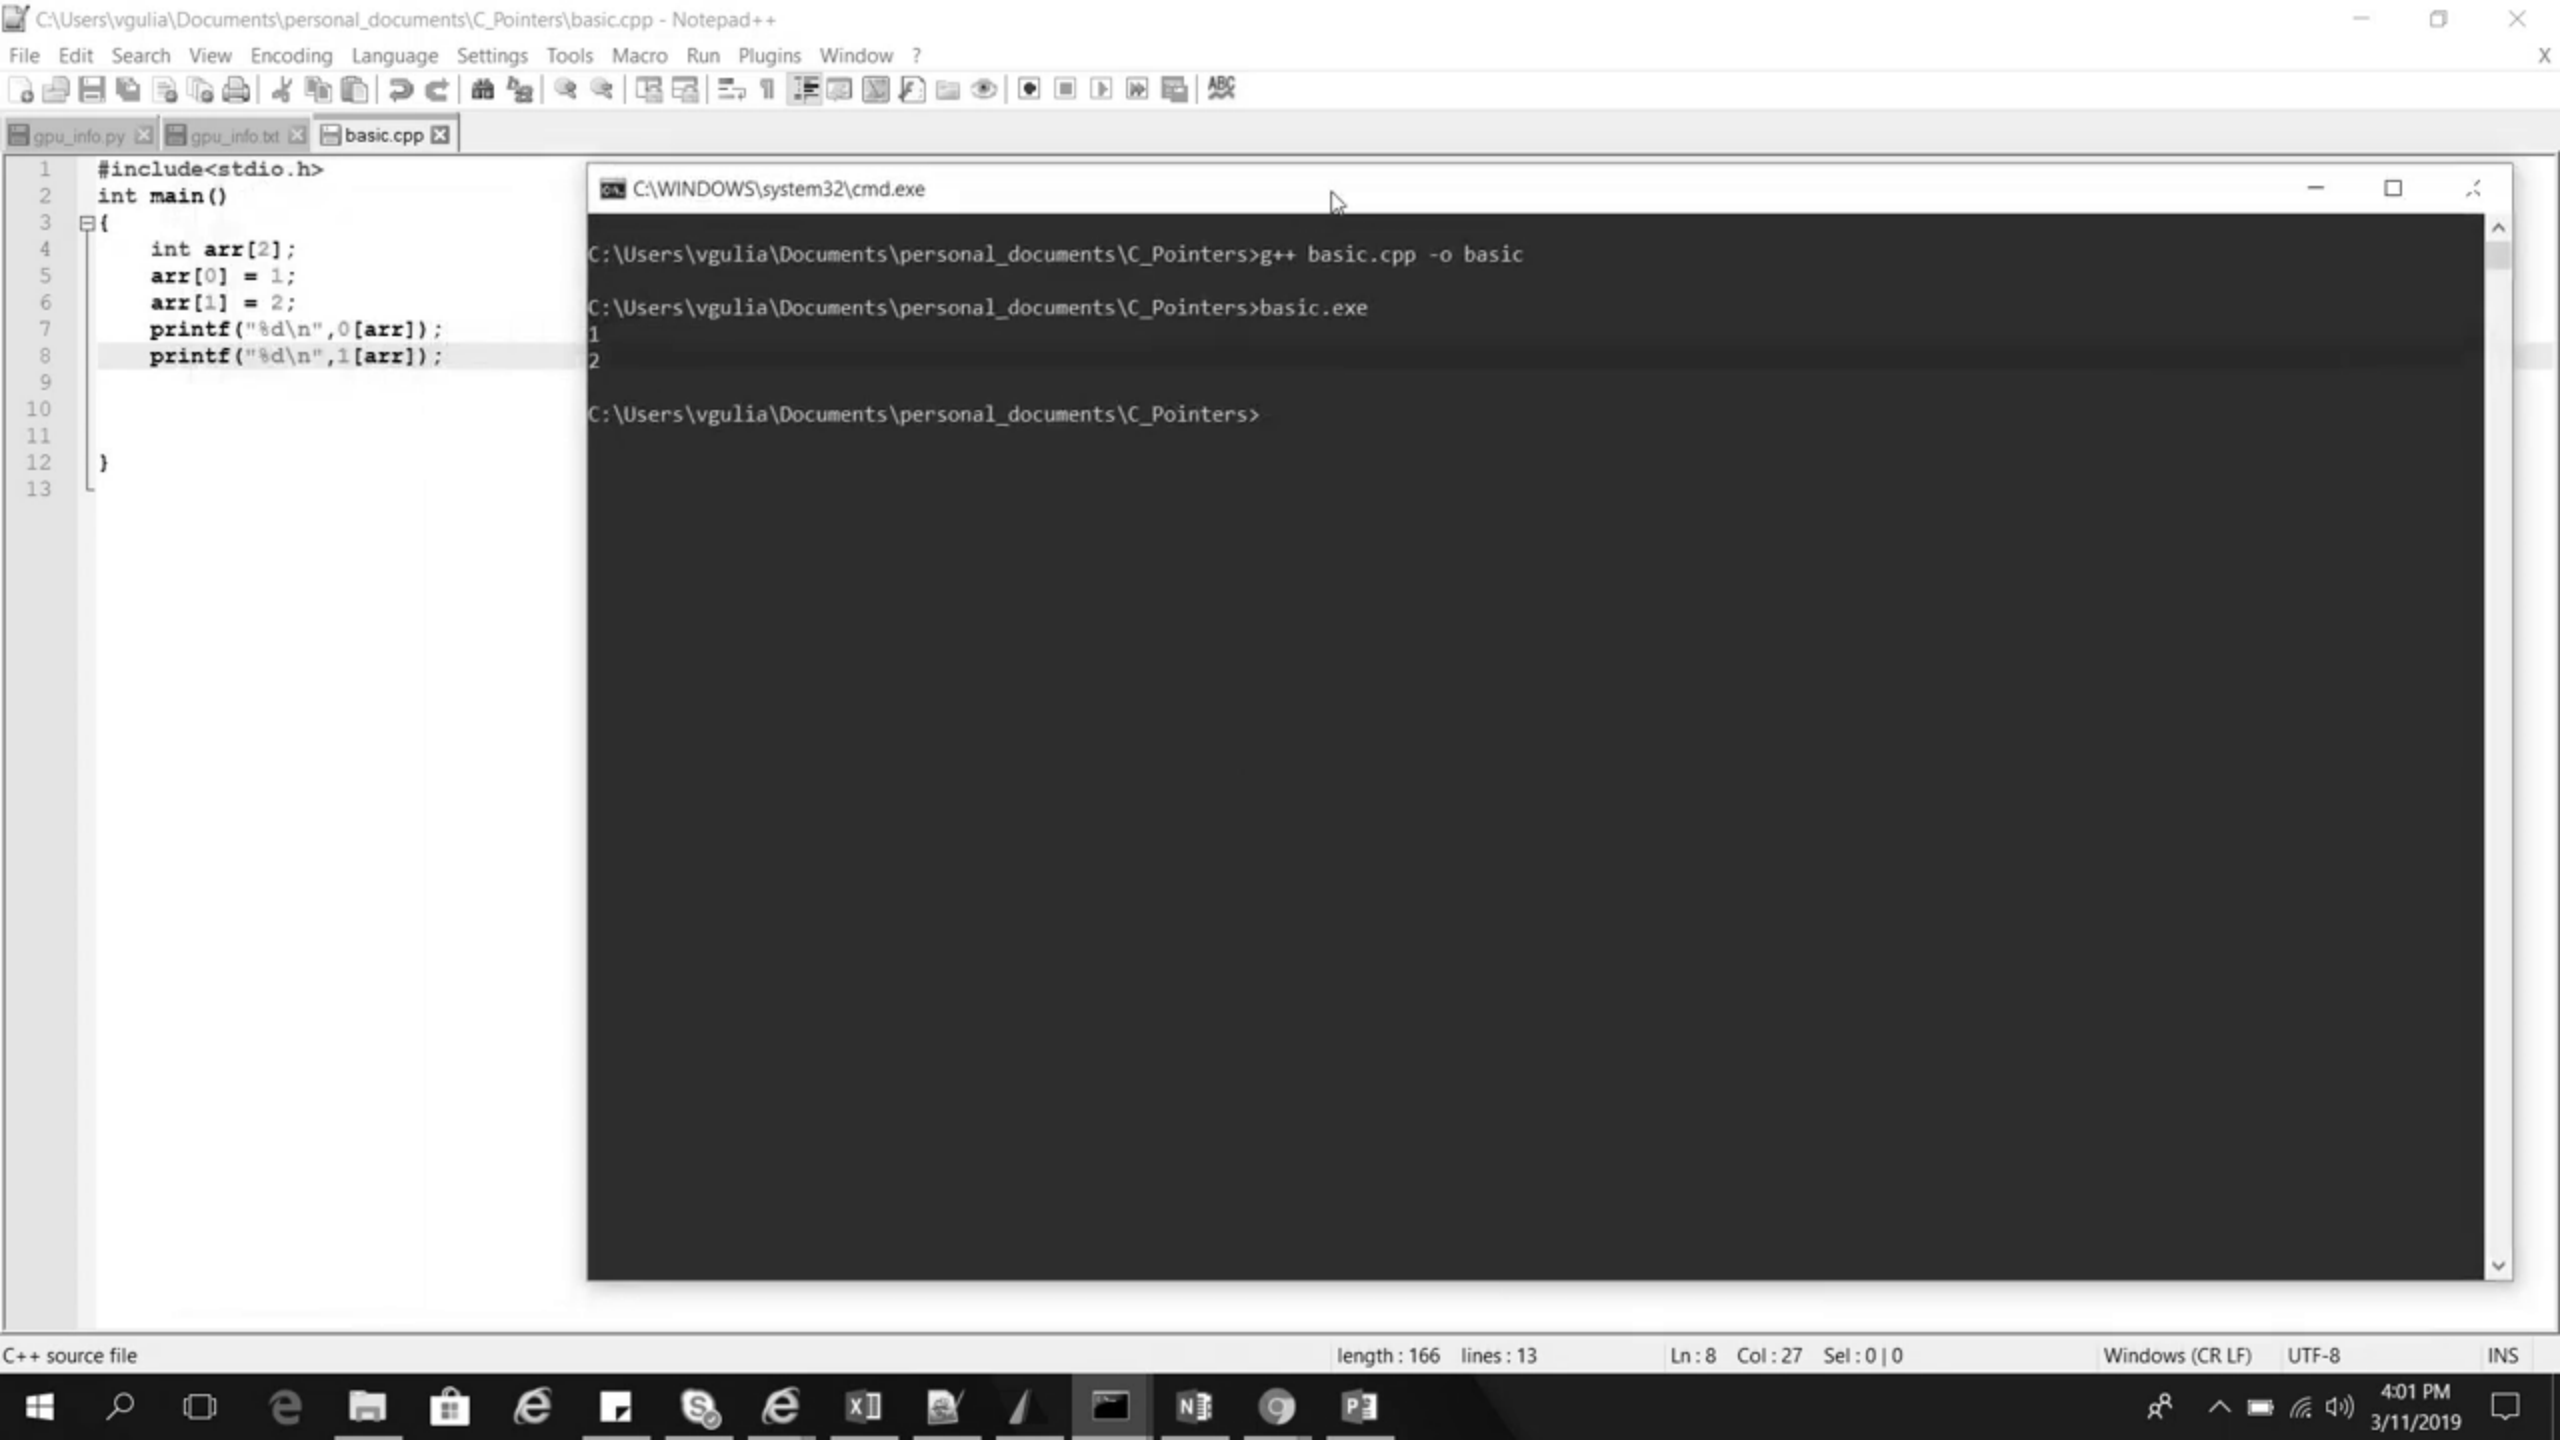 C:\Users\vgulia\Documents\personal_documents\C_Pointers\basic.cpp - Notepad++
File Edit Search View Encoding Language Settings Tools Macro Run Plugins Window ? X
ABC
gpu_info.py gpu_info.txt basic.cpp
1 #include<stdio.h>
2 int main()
3 {
4 int arr[2];
5 arr[0] = 1;
6 arr[1] = 2;
7 printf("%d\n",0[arr]);
8 printf("%d\n",1[arr]);
9
10
11
12 }
13
C:\WINDOWS\system32\cmd.exe
C:\Users\vgulia\Documents\personal_documents\C_Pointers>g++ basic.cpp -o basic
C:\Users\vgulia\Documents\personal_documents\C_Pointers>basic.exe
1
2
C:\Users\vgulia\Documents\personal_documents\C_Pointers>
C++ source file length : 166 lines : 13 Ln : 8 Col : 27 Sel : 0 | 0 Windows (CR LF) UTF-8 INS
4:01 PM
3/11/2019